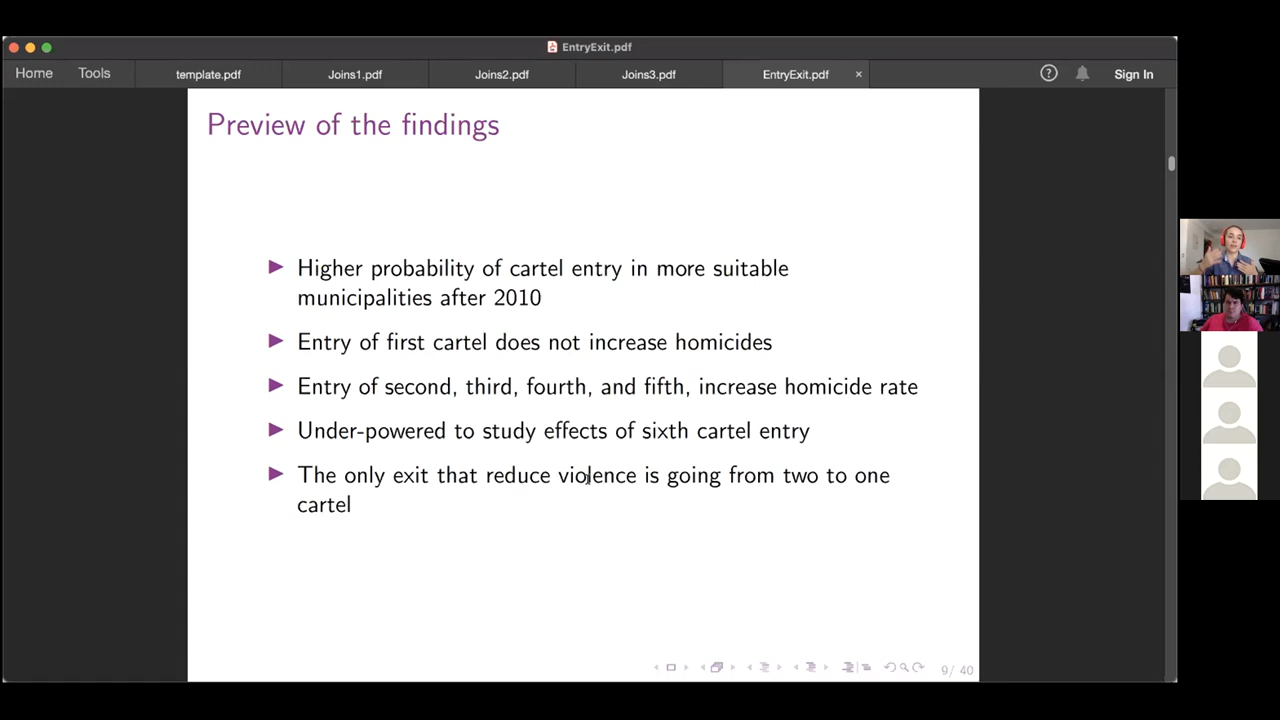 EntryExit.pdf
Home Tools template.pdf Joins1.pdf Joins2.pdf Joins3.pdf EntryExit.pdf × ? Sign In
Preview of the findings
Higher probability of cartel entry in more suitable
municipalities after 2010
Entry of first cartel does not increase homicides
Entry of second, third, fourth, and fifth, increase homicide rate
Under-powered to study effects of sixth cartel entry
The only exit that reduce violence is going from two to one
cartel
9/ 40